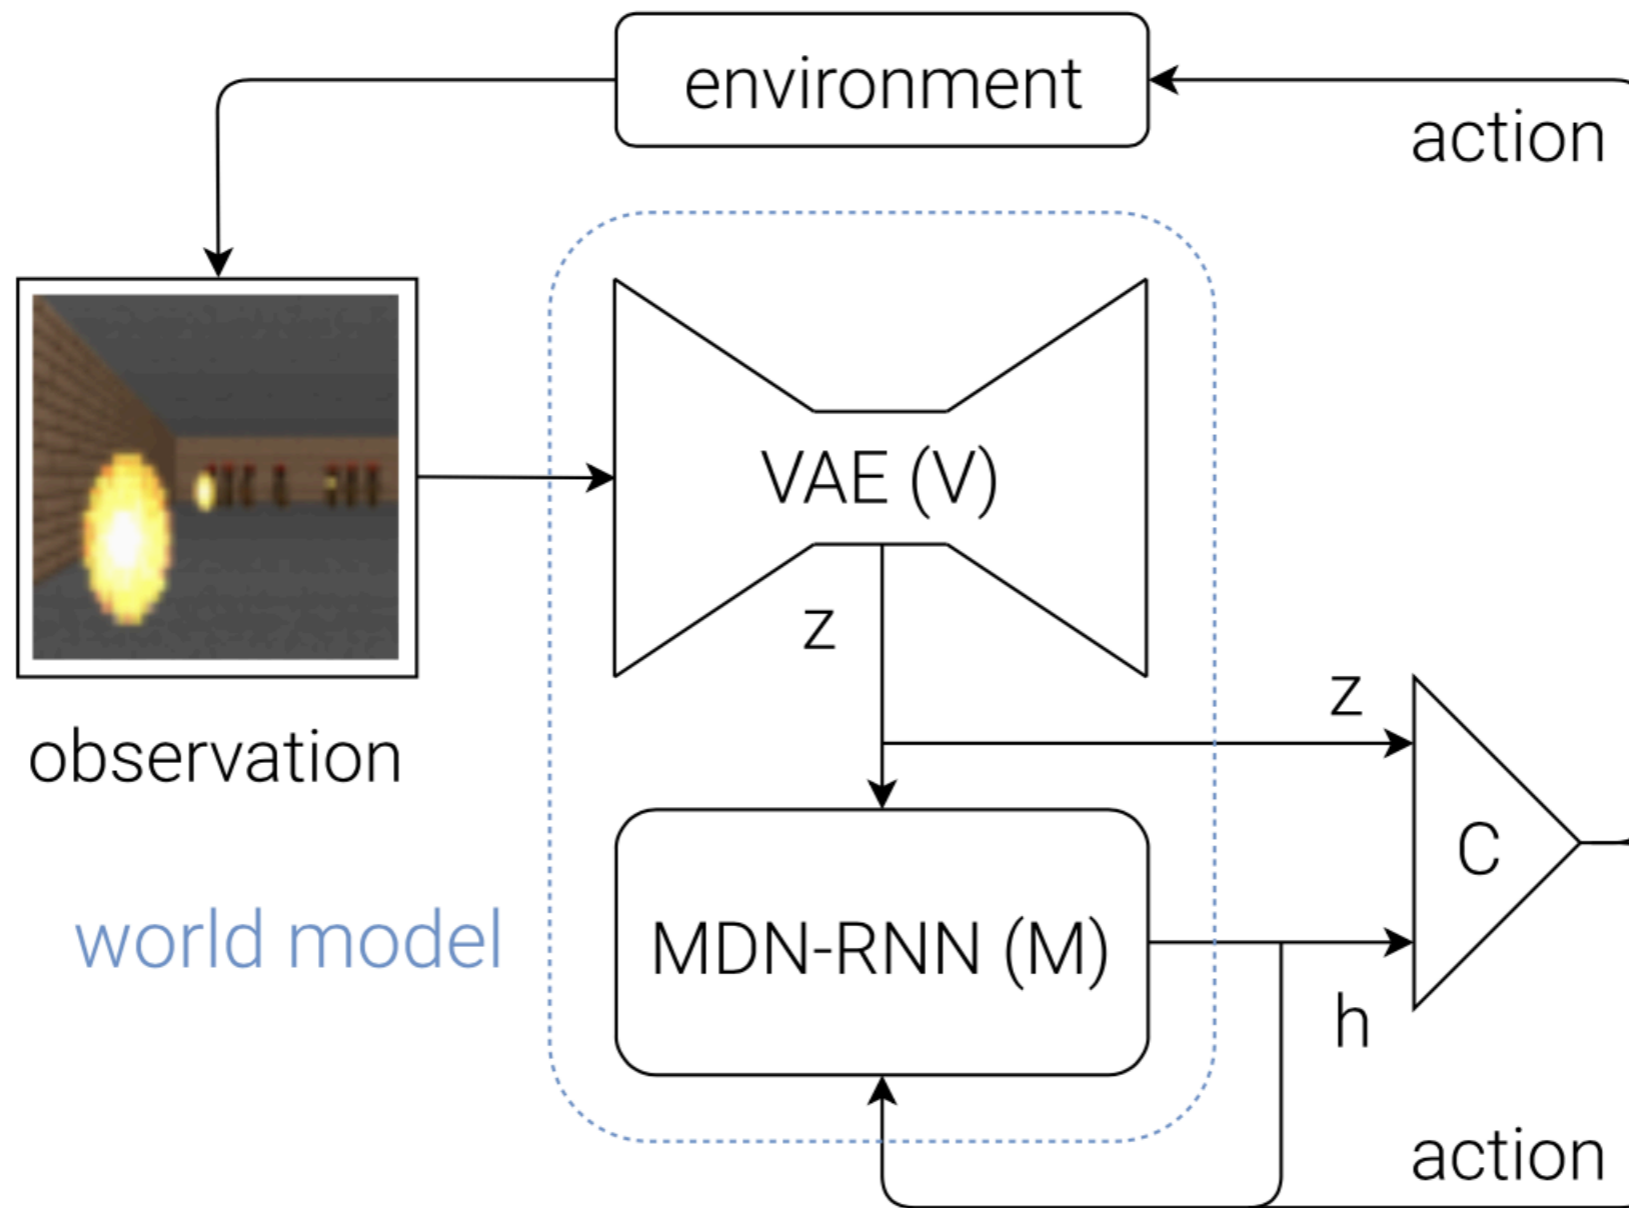 environment
action
VAE (V)
z
z
observation
C
world model
MDN-RNN (M)
h
action